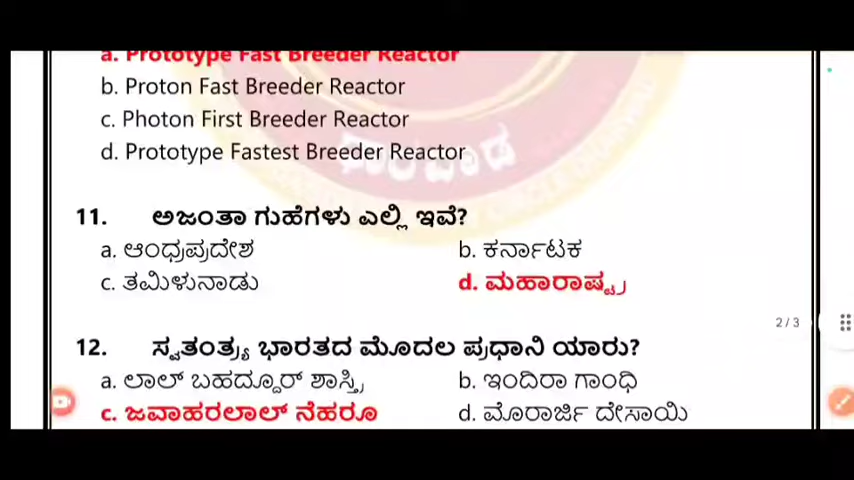 a. Prototype Fast Breeder Reactor
b. Proton Fast Breeder Reactor
c. Photon First Breeder Reactor
d. Prototype Fastest Breeder Reactor
ಧಾರವಾಡ
11. ಅಜಂತಾ ಗುಹೆಗಳು ಎಲ್ಲಿ ಇವೆ?
a. ಆಂಧ್ರಪ್ರದೇಶ b. ಕರ್ನಾಟಕ
c. ತಮಿಳುನಾಡು d. ಮಹಾರಾಷ್ಟ್ರ
2 / 3
12. ಸ್ವತಂತ್ರ್ಯ ಭಾರತದ ಮೊದಲ ಪ್ರಧಾನಿ ಯಾರು?
a. ಲಾಲ್ ಬಹದ್ದೂರ್ ಶಾಸ್ತ್ರಿ b. ಇಂದಿರಾ ಗಾಂಧಿ
c. ಜವಾಹರಲಾಲ್ ನೆಹರೂ d. ಮೊರಾರ್ಜಿ ದೇಸಾಯಿ